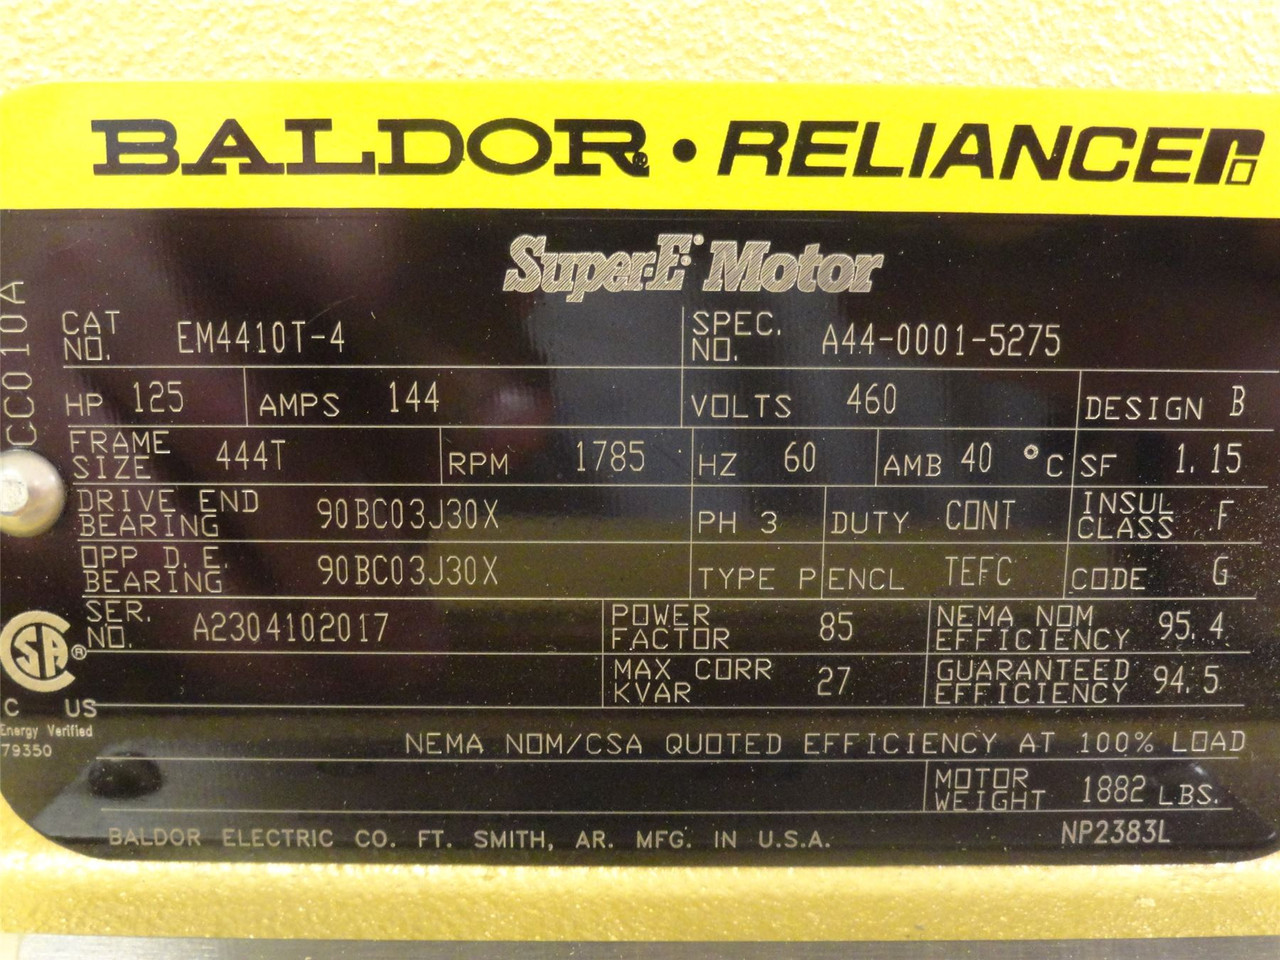 BALDOR® • RELIANCE
Super-E® Motor
CC010A
CAT NO. EM4410T-4 SPEC. NO. A44-0001-5275
HP 125 AMPS 144 VOLTS 460 DESIGN B
FRAME SIZE 444T RPM 1785 HZ 60 AMB 40 °C SF 1.15
DRIVE END BEARING 90BC03J30X PH 3 DUTY CONT INSUL CLASS F
OPP D.E. BEARING 90BC03J30X TYPE P ENCL TEFC CODE G
SER. NO. A2304102017 POWER FACTOR 85 NEMA NOM EFFICIENCY 95.4
MAX CORR KVAR 27 GUARANTEED EFFICIENCY 94.5
SA®
C US
Energy Verified
79350
NEMA NOM/CSA QUOTED EFFICIENCY AT 100% LOAD
MOTOR WEIGHT 1882 LBS.
BALDOR ELECTRIC CO. FT. SMITH, AR. MFG. IN U.S.A. NP2383L